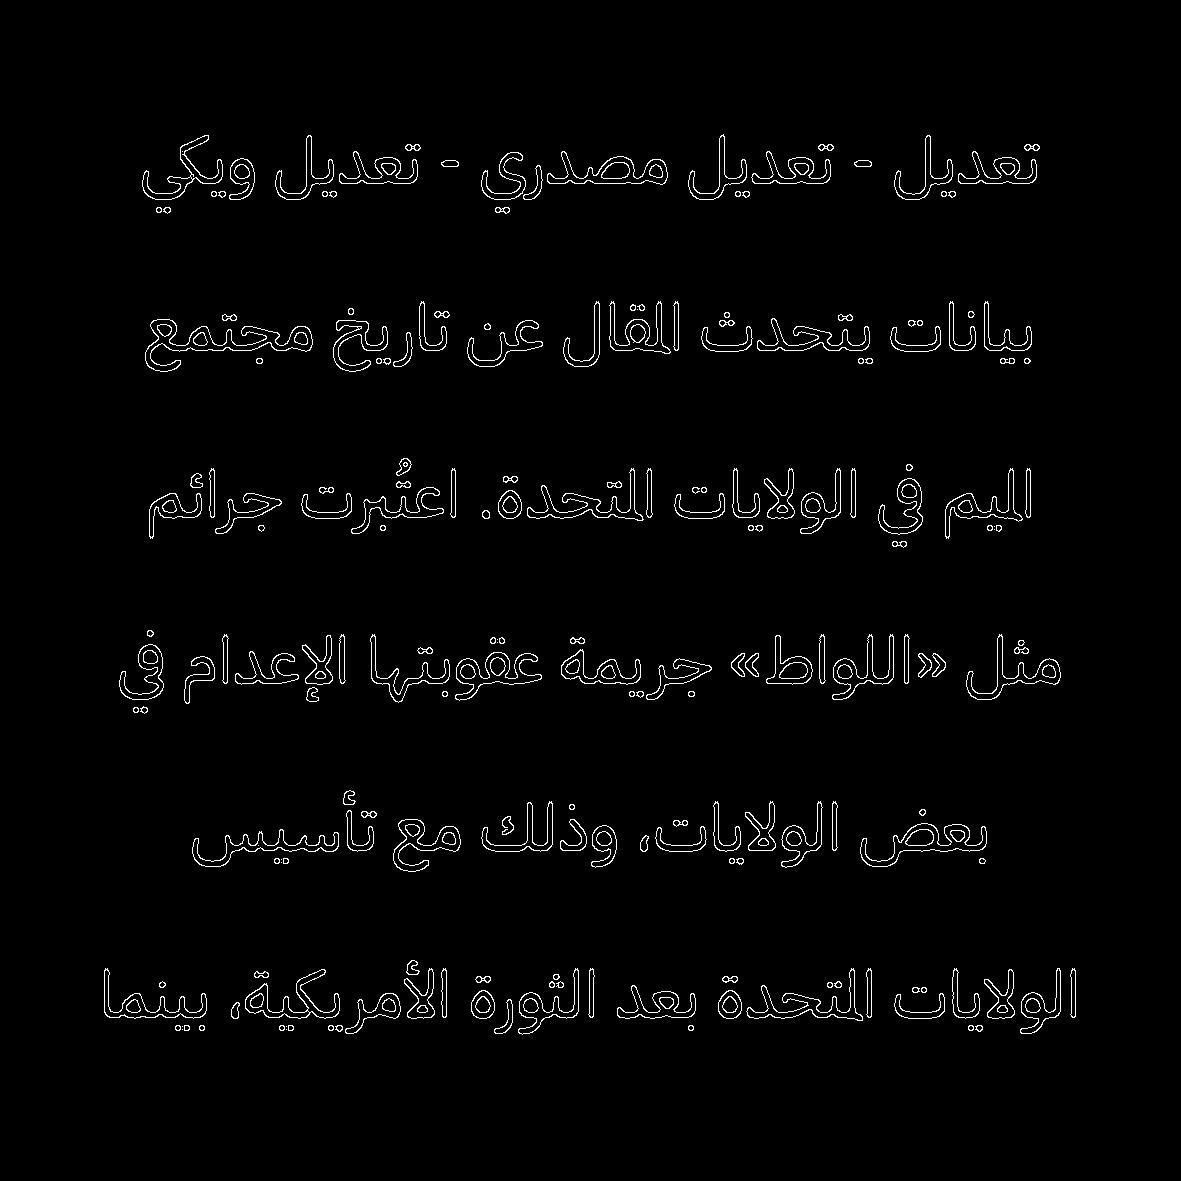 تعديل - تعديل مصدري - تعديل ويكي
بيانات يتحدث المقال عن تاريخ مجتمع
الميم في الولايات المتحدة. اعتُبرت جرائم
مثل «اللواط» جريمة عقوبتها الإعدام في
بعض الولايات، وذلك مع تأسيس
الولايات المتحدة بعد الثورة الأمريكية، بينما